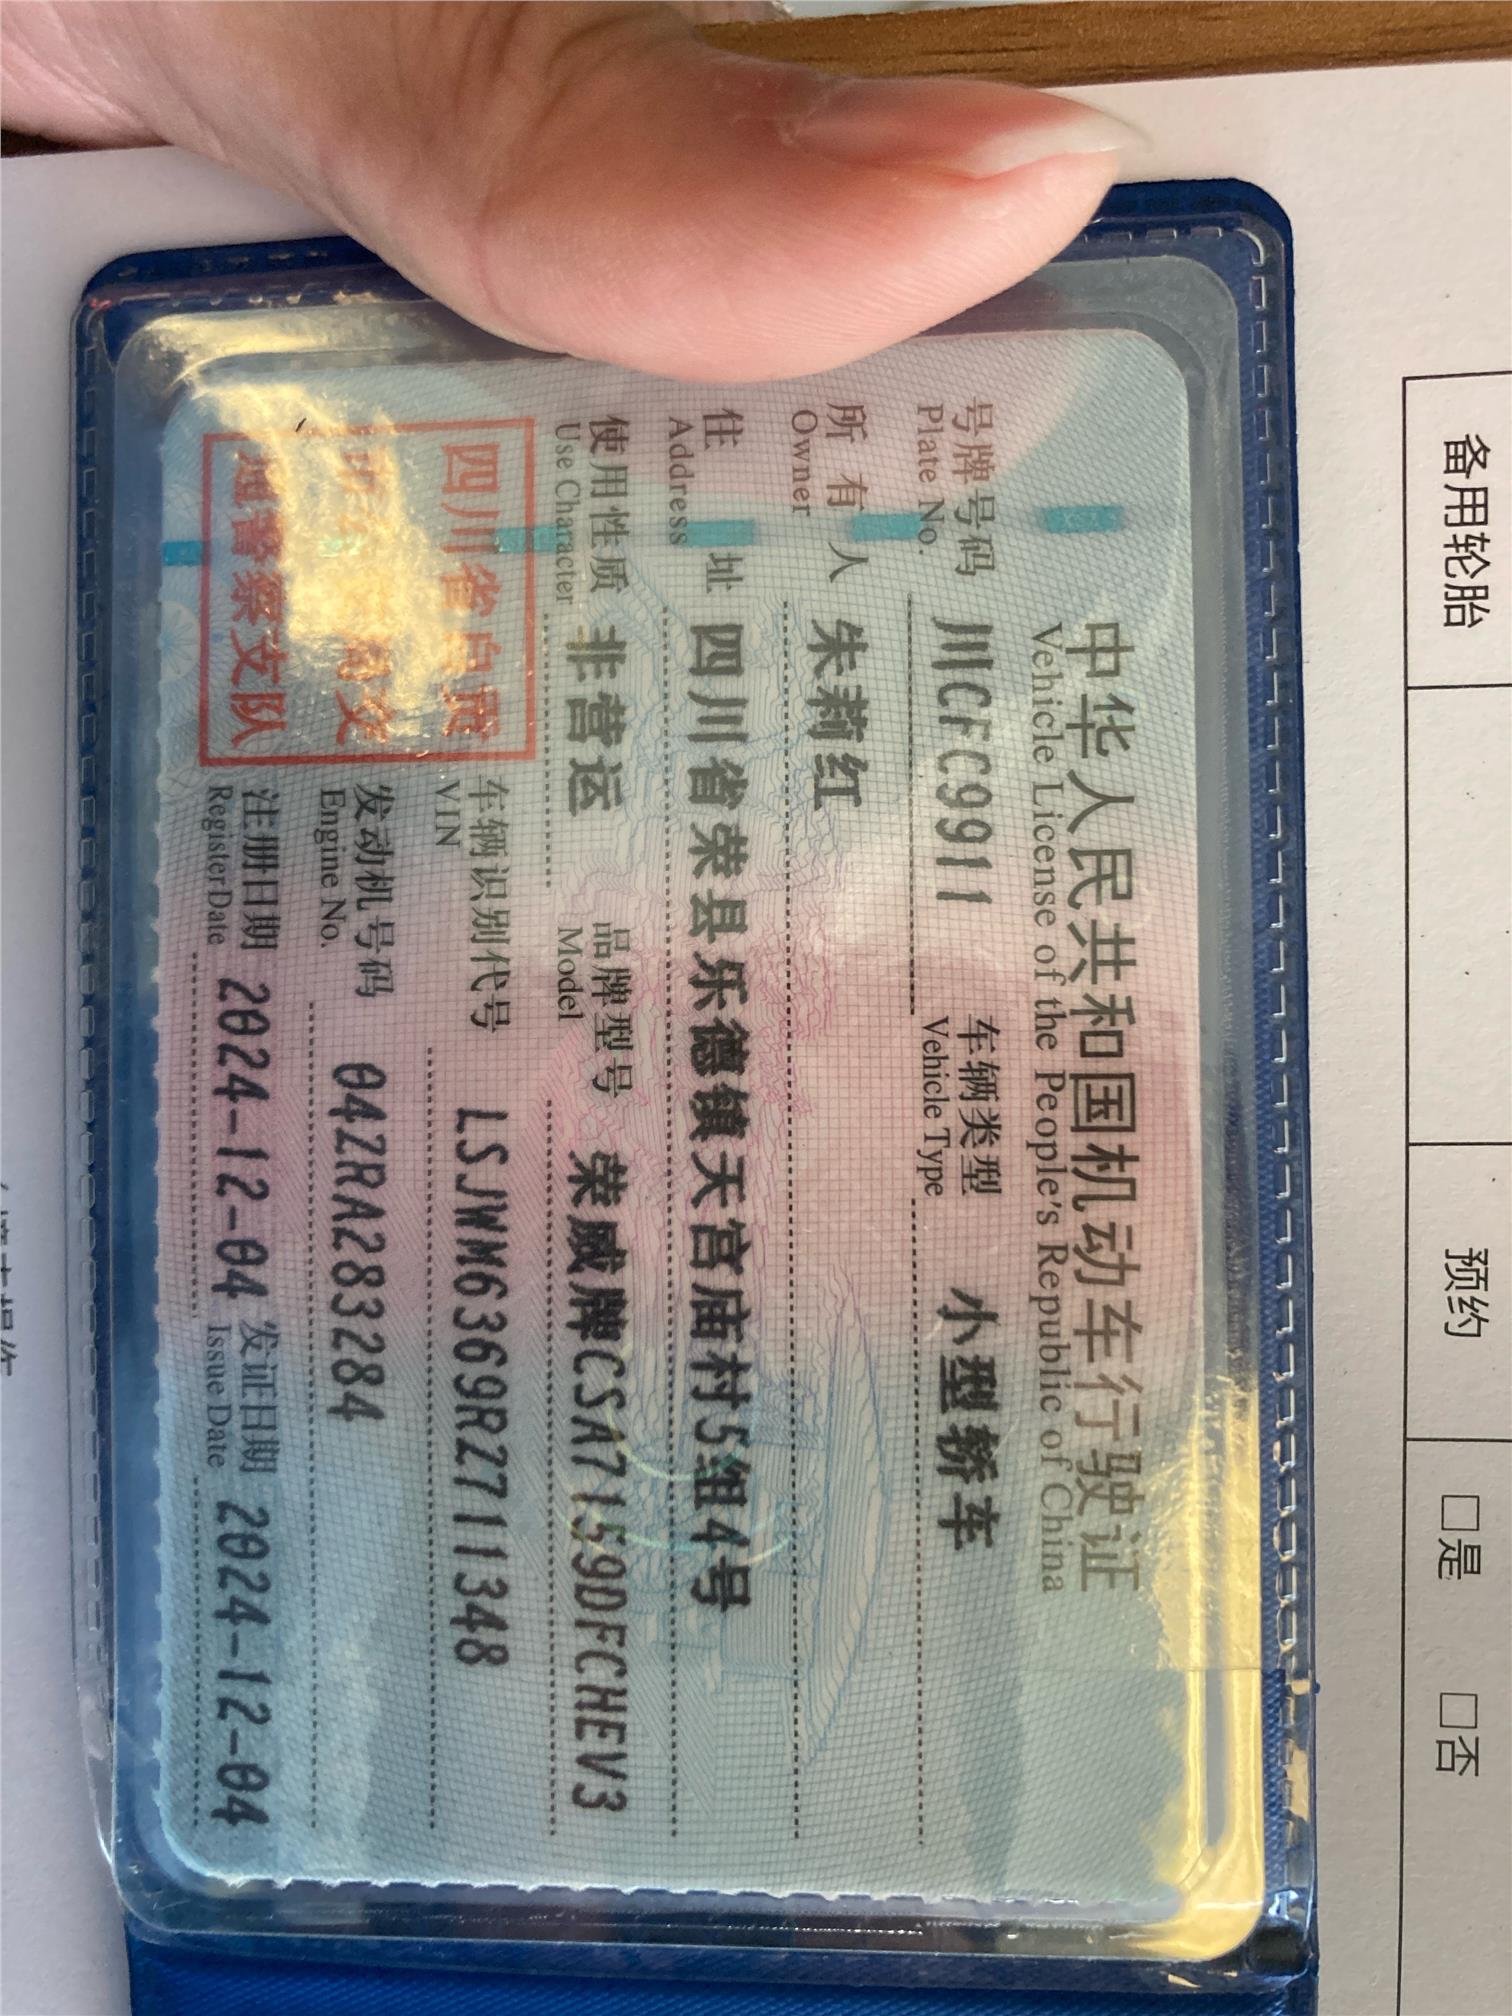 中华人民共和国机动车行驶证
Vehicle License of the People's Republic of China
号牌号码 川CFC9911 车辆类型 小型轿车
Plate No. Vehicle Type
所有人 朱莉红
Owner
住址 四川省荣县乐德镇天宫庙村5组4号
Address
使用性质 非营运 品牌型号 荣威牌CSA7159DFCHEV3
Use Character Model
车辆识别代号 LSJWM6369RZ711348
VIN
发动机号码 04ZRA283284
Engine No.
注册日期 2024-12-04 发证日期 2024-12-04
Register Date Issue Date
四川省自贡
局交
通警察支队
备用轮胎
预约
□是 □否